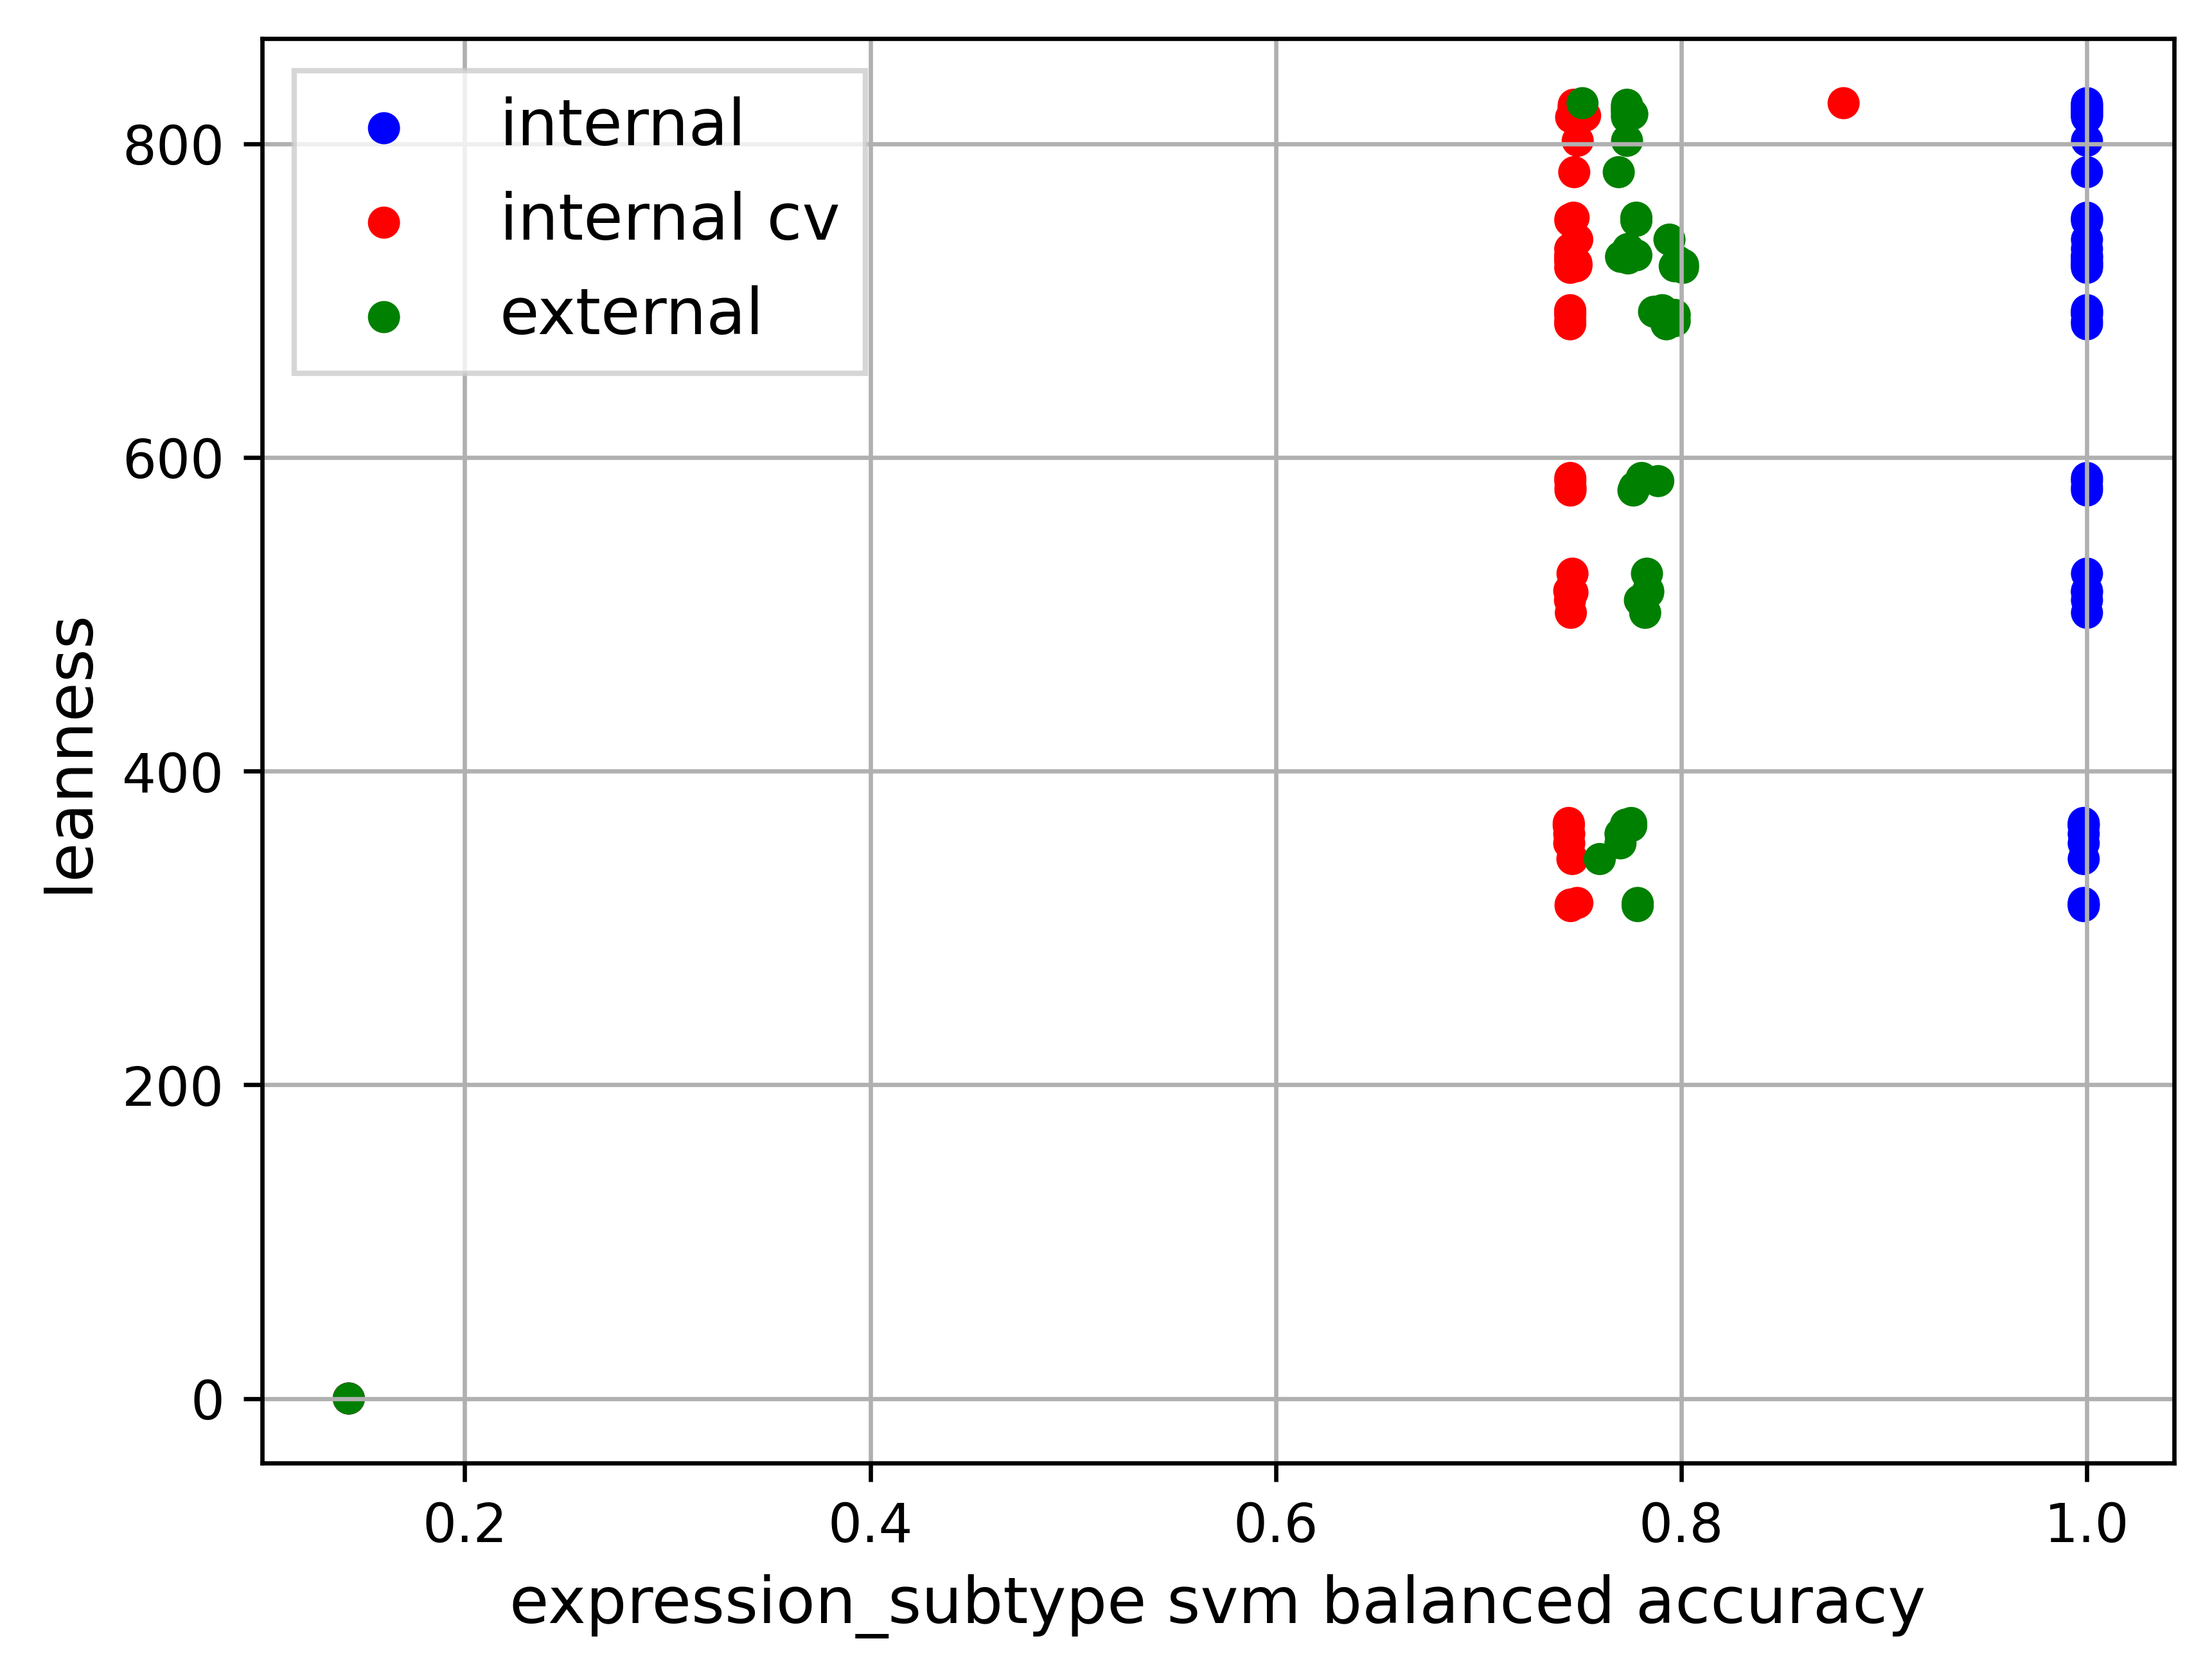 internal
internal cv
external
800
600
400
200
0
leanness
0.2 0.4 0.6 0.8 1.0
expression_subtype svm balanced accuracy